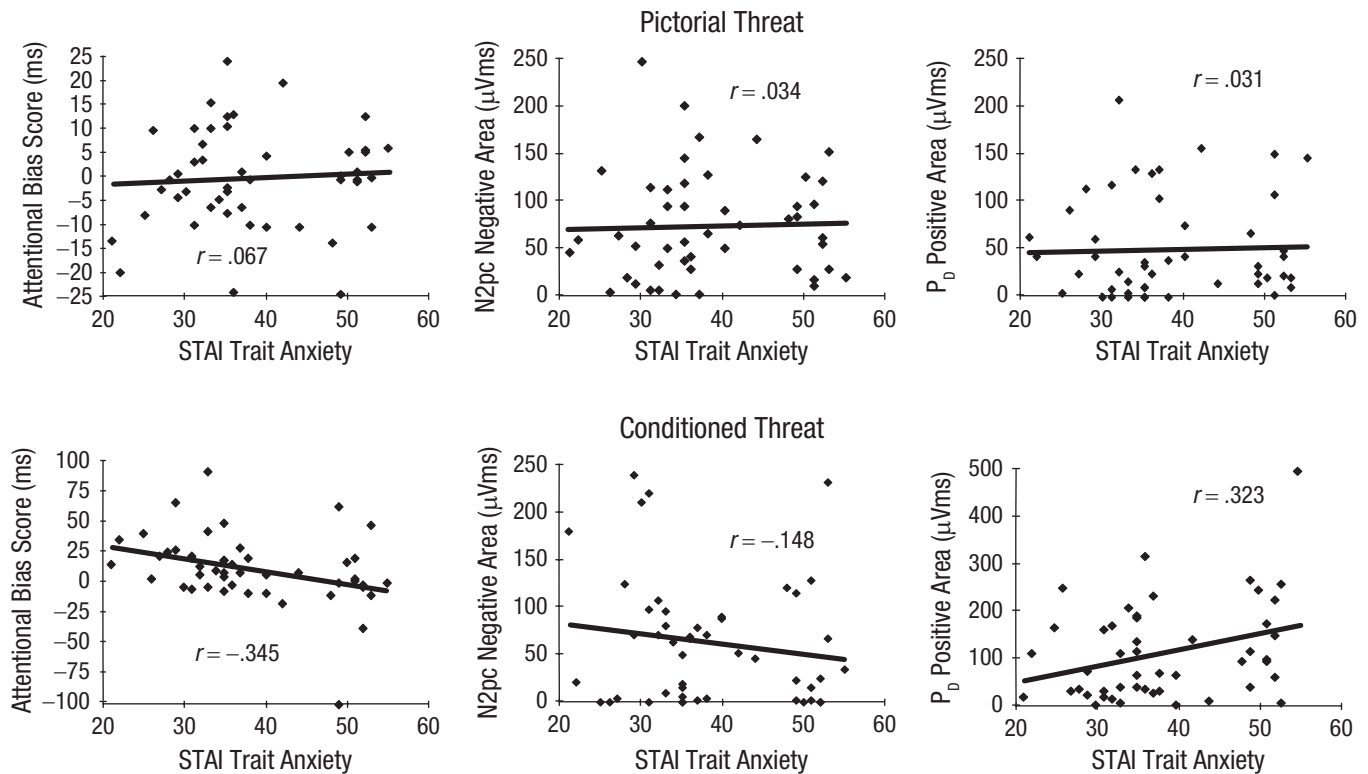 Pictorial Threat
Attentional Bias Score (ms)
25
20
15
10
5
0
−5
−10
−15
−20
−25
r = .067
20 30 40 50 60
STAI Trait Anxiety
N2pc Negative Area (μVms)
250
200
150
100
50
0
r = .034
20 30 40 50 60
STAI Trait Anxiety
P_D Positive Area (μVms)
250
200
150
100
50
0
r = .031
20 30 40 50 60
STAI Trait Anxiety
Conditioned Threat
Attentional Bias Score (ms)
100
75
50
25
0
−25
−50
−75
−100
r = −.345
20 30 40 50 60
STAI Trait Anxiety
N2pc Negative Area (μVms)
250
200
150
100
50
0
r = −.148
20 30 40 50 60
STAI Trait Anxiety
P_D Positive Area (μVms)
500
400
300
200
100
0
r = .323
20 30 40 50 60
STAI Trait Anxiety